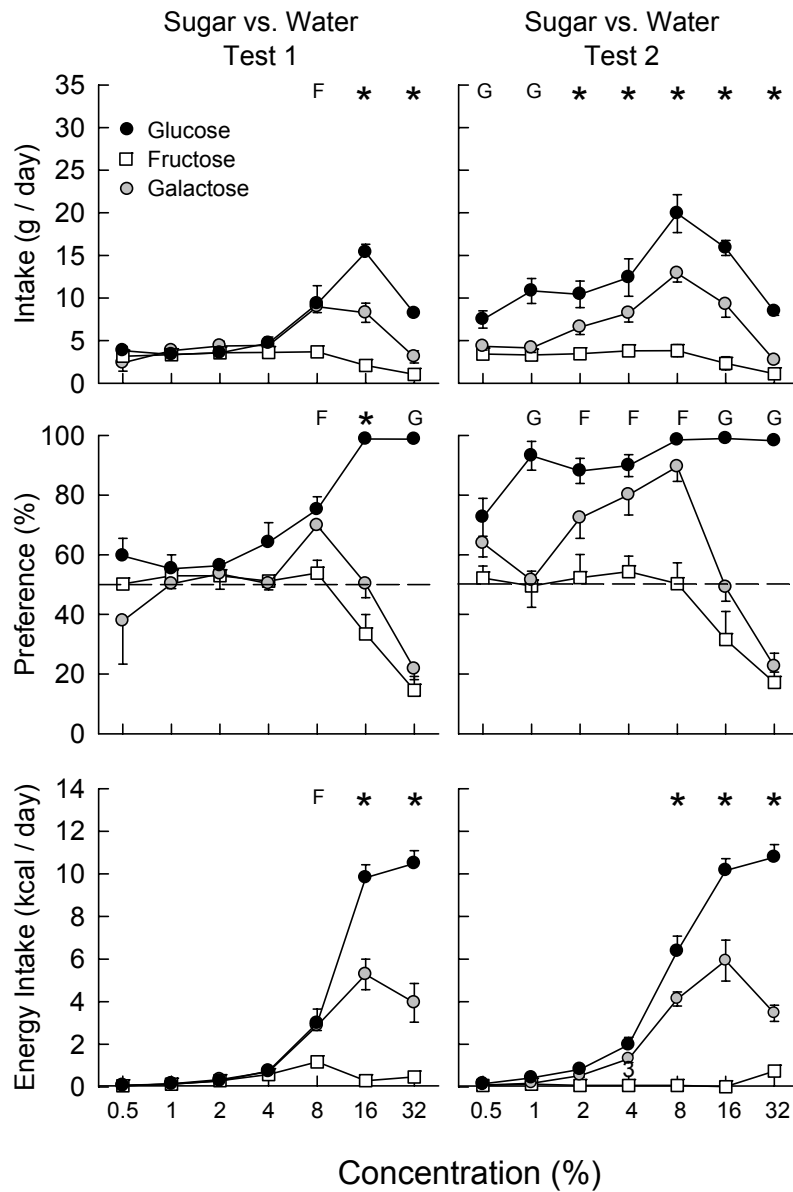 Sugar vs. Water
Test 1
Sugar vs. Water
Test 2
Intake (g / day)
35
30
25
20
15
10
5
0
F * *
Glucose
Fructose
Galactose
G G * * * * *
Preference (%)
100
80
60
40
20
0
F * G
G F F F G G
Energy Intake (kcal / day)
14
12
10
8
6
4
2
0
F * *
* * *
3
0.5 1 2 4 8 16 32
0.5 1 2 4 8 16 32
Concentration (%)